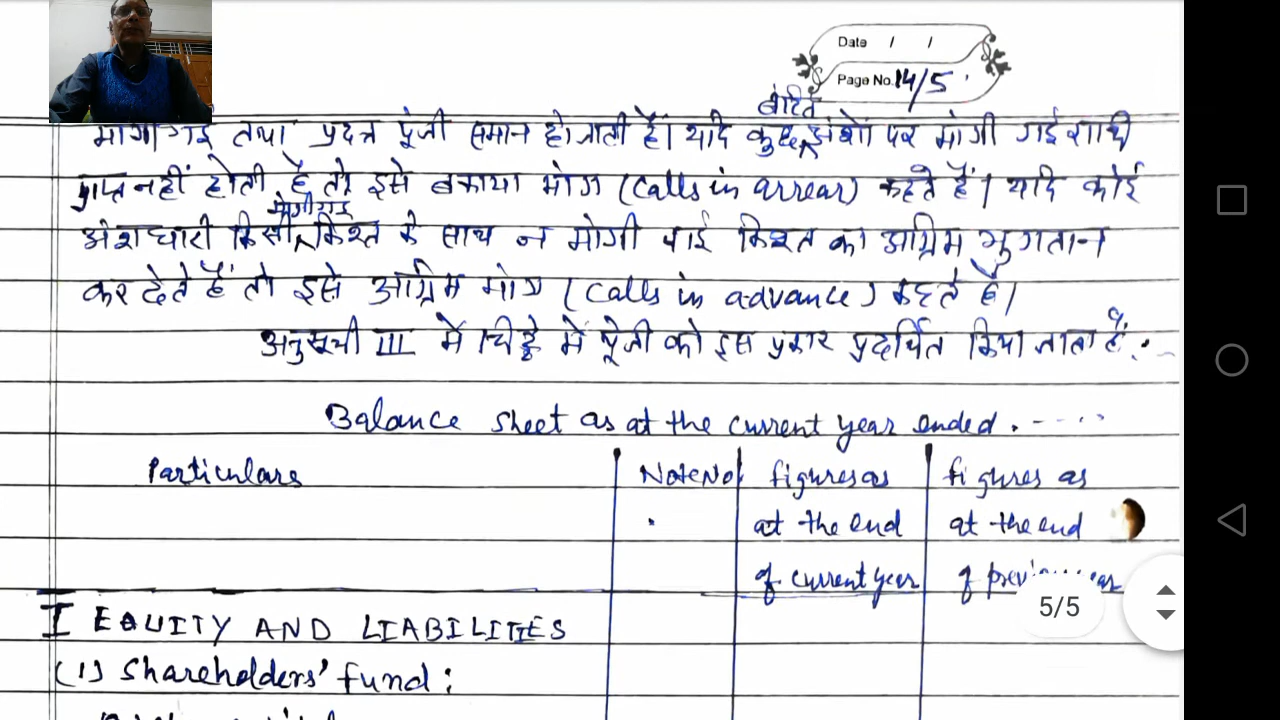 Date / /
Page No. 14/5
मांगी गई तथा प्रदत्त पूंजी समान हो जाती है। यदि कुछ बंटित अंशों पर मांगी गई राशि
प्राप्त नहीं होती है तो इसे बकाया मांग (Calls in arrear) कहते हैं। यदि कोई
अंशधारी किसी मांगी गई किश्त के साथ न मांगी गई किश्त का अग्रिम भुगतान
कर देते हैं तो इसे अग्रिम मांग (Calls in advance) कहते हैं।
अनुसूची III में चिट्ठे में पूंजी को इस प्रकार प्रदर्शित किया जाता है :-
Balance sheet as at the current year ended . ----
Particulars Note No. figures as at the end of current year figures as at the end of previous year
5/5
I EQUITY AND LIABILITIES
(1) Shareholders' fund :